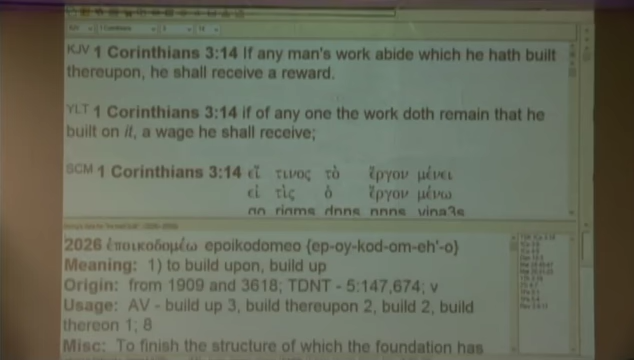 KJV 1 Corinthians 3:14 If any man's work abide which he hath built
thereupon, he shall receive a reward.
YLT 1 Corinthians 3:14 if of any one the work doth remain that he
built on it, a wage he shall receive;
SCM 1 Corinthians 3:14 εἴ τινος τὸ ἔργον μένει
εἰ τὶς ὁ ἔργον μένω
2026 ἐποικοδομέω epoikodomeo {ep-oy-kod-om-eh'-o}
Meaning: 1) to build upon, build up
Origin: from 1909 and 3618; TDNT - 5:147,674; v
Usage: AV - build up 3, build thereupon 2, build 2, build
thereon 1; 8
Misc: To finish the structure of which the foundation has